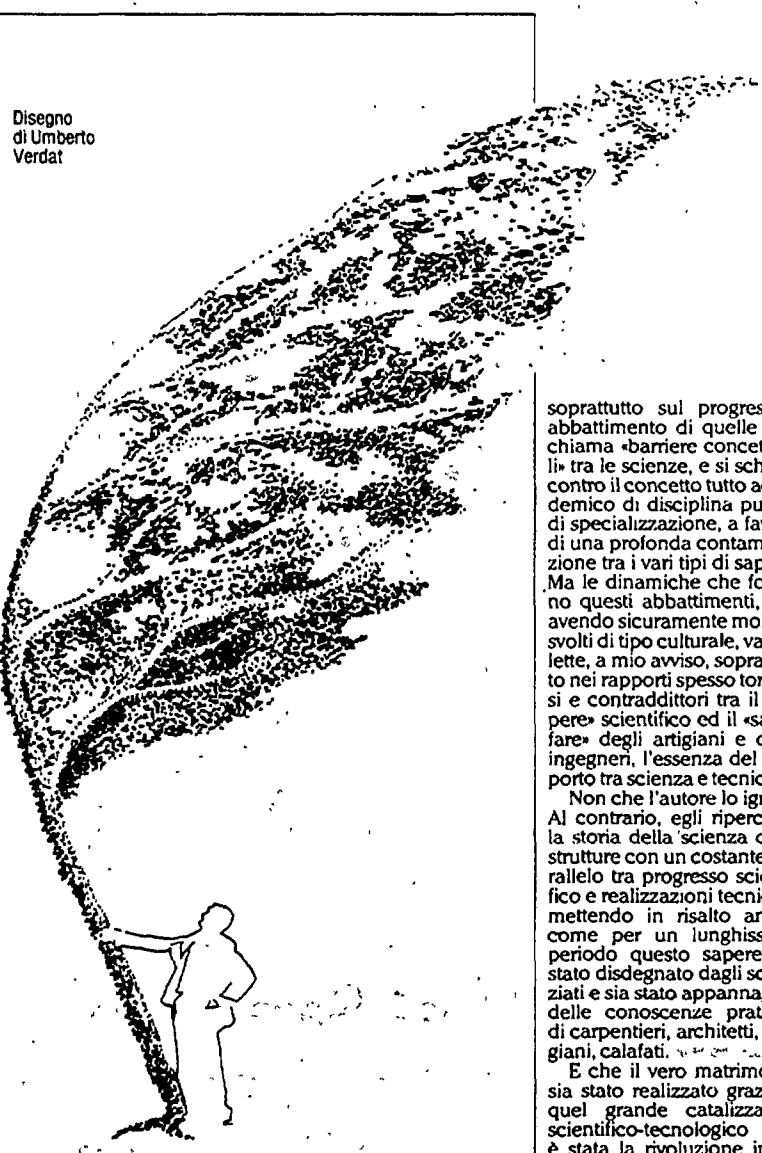 Disegno
di Umberto
Verdat
soprattutto sul progres
abbattimento di quelle
chiama «barriere concet
li» tra le scienze, e si sch
contro il concetto tutto a
demico di disciplina pu
di specializzazione, a fa
di una profonda contam
zione tra i vari tipi di sap
Ma le dinamiche che fo
no questi abbattimenti,
avendo sicuramente mo
svolti di tipo culturale, va
lette, a mio avviso, sopra
to nei rapporti spesso tor
si e contraddittori tra il
pere» scientifico ed il «sa
fare» degli artigiani e d
ingegneri, l'essenza del
porto tra scienza e tecnic
Non che l'autore lo ign
Al contrario, egli riperc
la storia della scienza d
strutture con un costante
rallelo tra progresso scie
fico e realizzazioni tecni
mettendo in risalto an
come per un lunghiss
periodo questo sapere
stato disdegnato dagli sc
ziati e sia stato appanna
delle conoscenze prat
di carpentieri, architetti,
giani, calafati.
E che il vero matrimo
sia stato realizzato graz
quel grande catalizza
scientifico-tecnologico
è stata la rivoluzione in